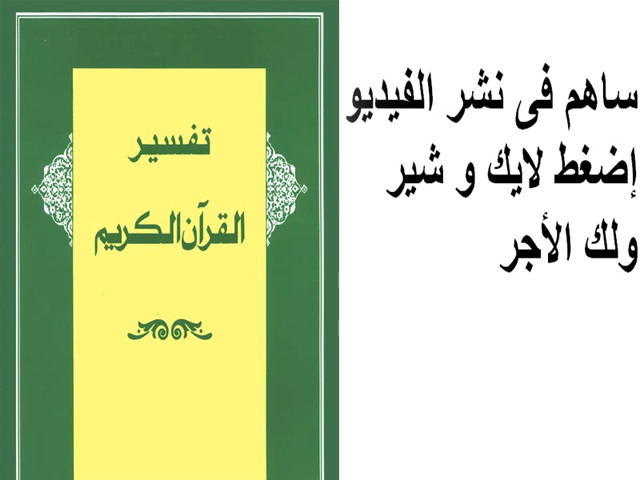 تفسير
القرآن الكريم
ساهم فى نشر الفيديو
إضغط لايك و شير
ولك الأجر